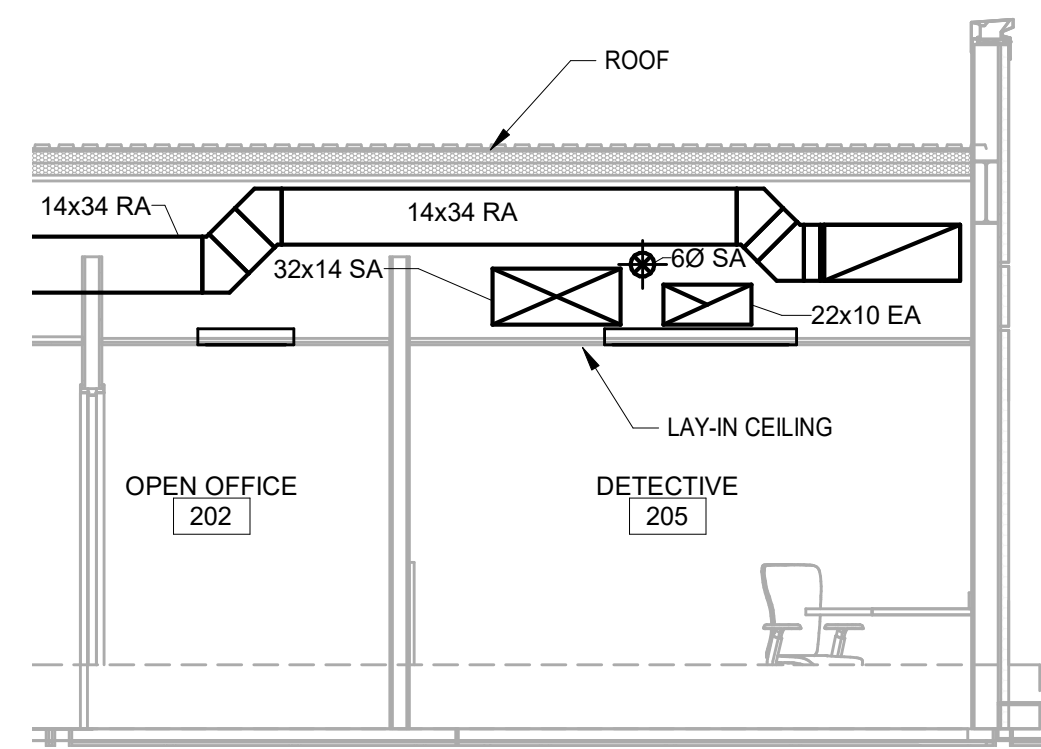 ROOF
14x34 RA
14x34 RA
6Ø SA
32x14 SA
22x10 EA
LAY-IN CEILING
OPEN OFFICE
202
DETECTIVE
205